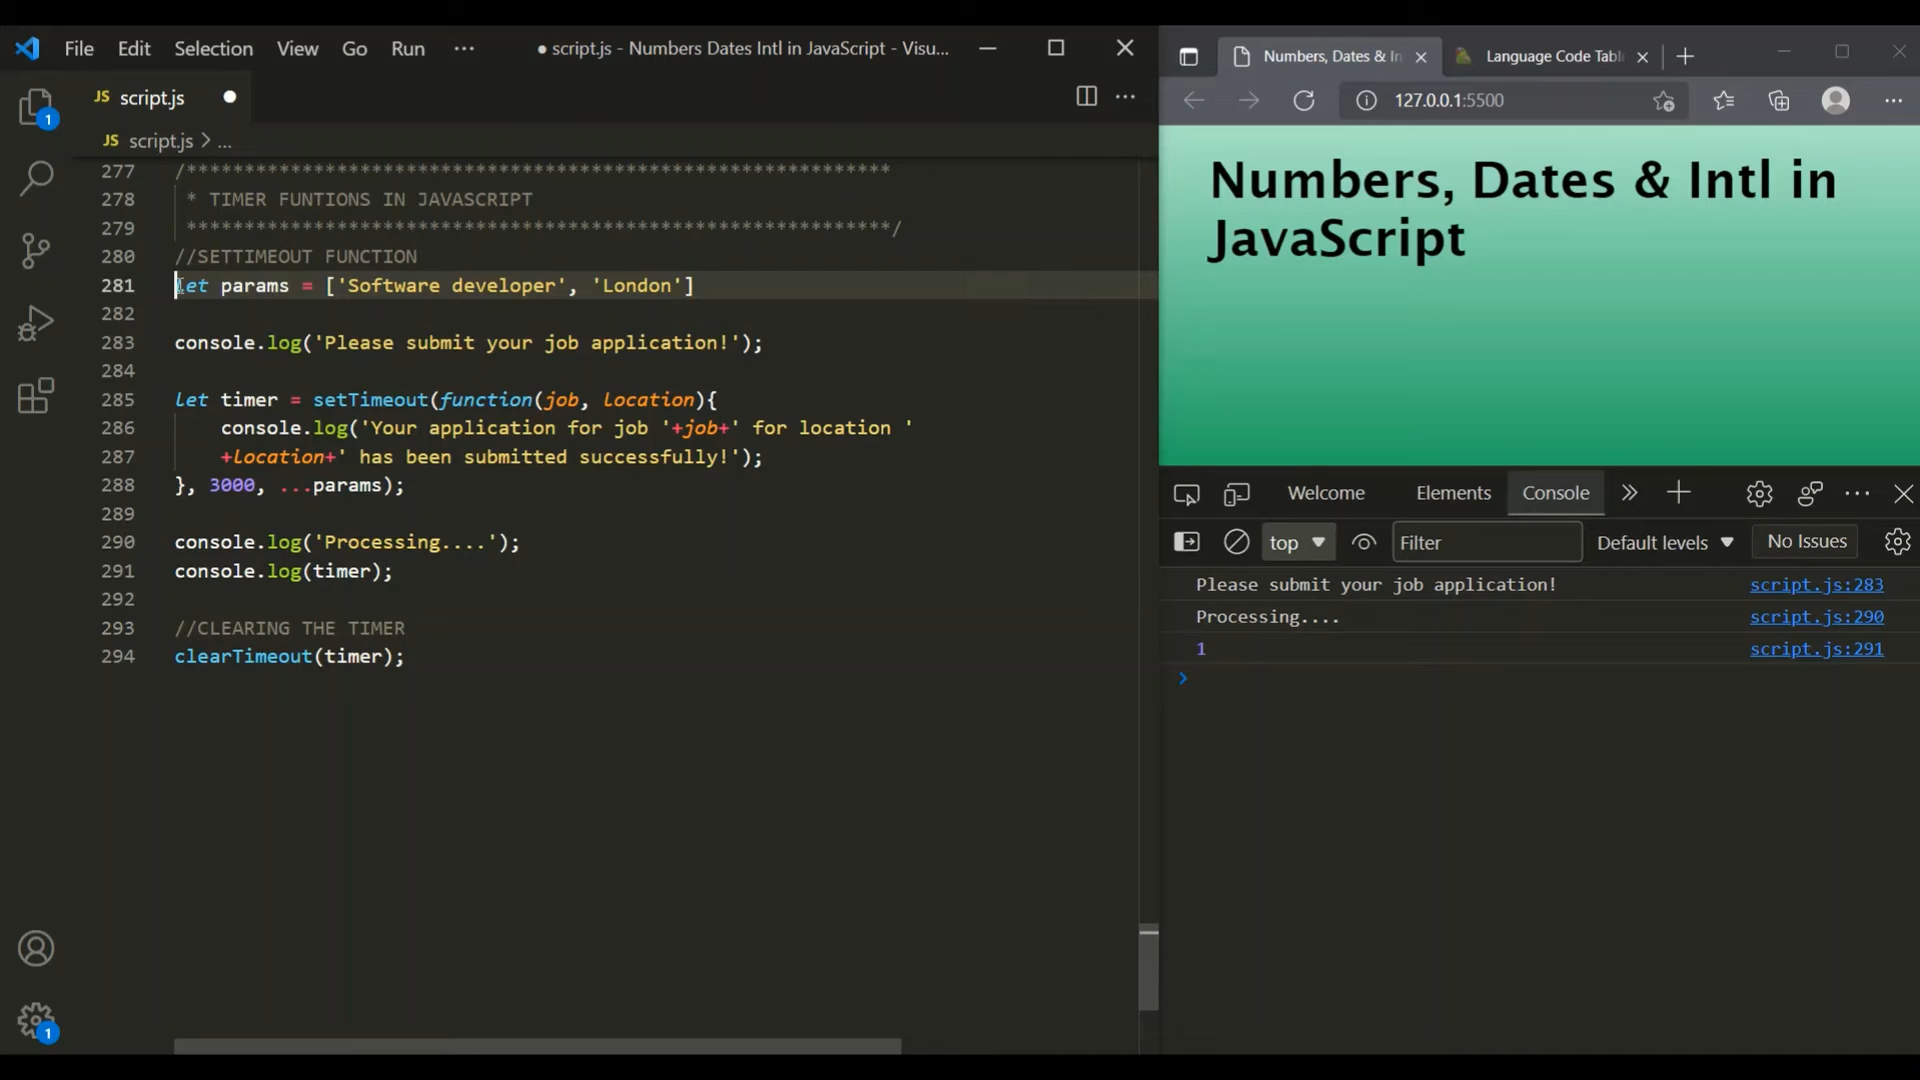 File Edit Selection View Go Run ··· ● script.js - Numbers Dates Intl in JavaScript - Visu...
JS script.js ●
JS script.js > ...
277 /*************************************************************
278 * TIMER FUNTIONS IN JAVASCRIPT
279 *************************************************************/
280 //SETTIMEOUT FUNCTION
281 let params = ['Software developer', 'London']
282
283 console.log('Please submit your job application!');
284
285 let timer = setTimeout(function(job, location){
286 console.log('Your application for job '+job+' for location '
287 +location+' has been submitted successfully!');
288 }, 3000, ...params);
289
290 console.log('Processing....');
291 console.log(timer);
292
293 //CLEARING THE TIMER
294 clearTimeout(timer);
1
1
Numbers, Dates & In
Language Code Tabl
127.0.0.1:5500
Numbers, Dates & Intl in
JavaScript
Welcome Elements Console
top Filter Default levels No Issues
Please submit your job application! script.js:283
Processing.... script.js:290
1 script.js:291